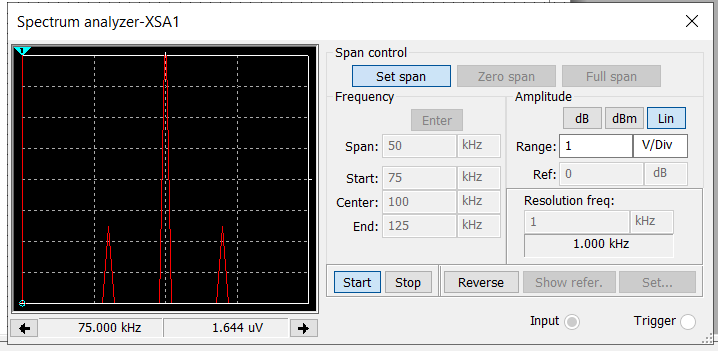 Spectrum analyzer-XSA1
1
75.000 kHz 1.644 uV
Span control
Set span Zero span Full span
Frequency
Enter
Span: 50 kHz
Start: 75 kHz
Center: 100 kHz
End: 125 kHz
Amplitude
dB dBm Lin
Range: 1 V/Div
Ref: 0 dB
Resolution freq:
1 kHz
1.000 kHz
Start Stop Reverse Show refer. Set...
Input Trigger